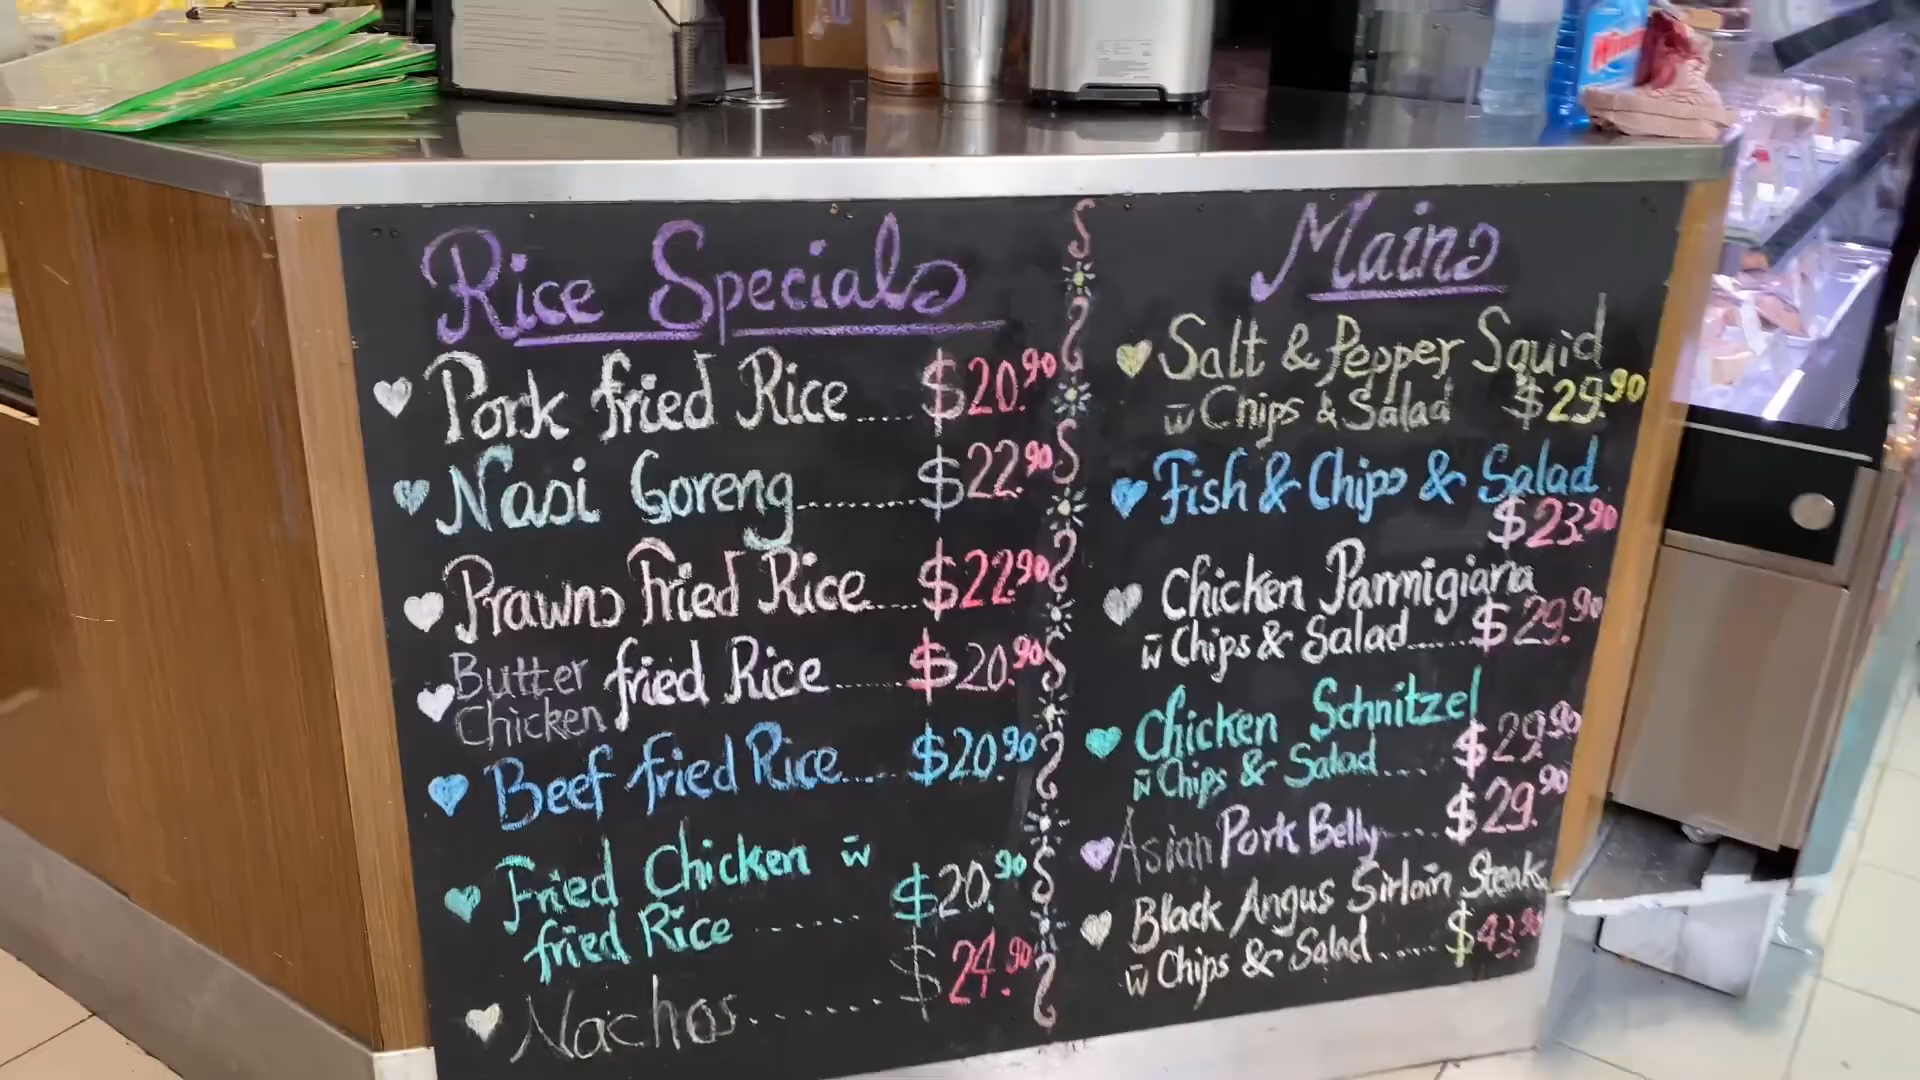 Rice Specials
Pork fried Rice.... $20.90
Nasi Goreng........ $22.90
Prawns Fried Rice.... $22.90
Butter Chicken fried Rice...... $20.90
Beef fried Rice.... $20.90
Fried Chicken w̄
fried Rice ...... $20.90
Nachos....... $24.90
Mains
Salt & Pepper Squid
w̄ Chips & Salad $29.90
Fish & Chips & Salad
$23.90
Chicken Parmigiana
w̄ Chips & Salad...... $29.90
Chicken Schnitzel
w̄ Chips & Salad.... $29.90
Asian Pork Belly.... $29.90
Black Angus Sirloin Steak
w̄ Chips & Salad...... $43.90